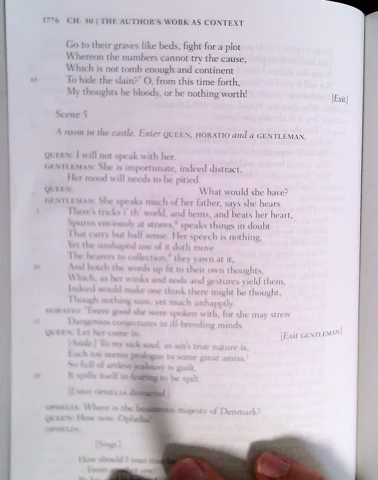 1776 CH. 30 | THE AUTHOR'S WORK AS CONTEXT
Go to their graves like beds, fight for a plot
Whereon the numbers cannot try the cause,
Which is not tomb enough and continent
To hide the slain? O, from this time forth,
My thoughts be bloody, or be nothing worth!
[Exit]
Scene 5
A room in the castle. Enter QUEEN, HORATIO and a GENTLEMAN.
QUEEN: I will not speak with her.
GENTLEMAN: She is importunate, indeed distract.
Her mood will needs to be pitied.
QUEEN: What would she have?
GENTLEMAN: She speaks much of her father, says she hears
There's tricks i' th' world, and hems, and beats her heart,
Spurns enviously at straws, speaks things in doubt
That carry but half sense. Her speech is nothing,
Yet the unshaped use of it doth move
The hearers to collection; they yawn at it,
And botch the words up fit to their own thoughts,
Which, as her winks and nods and gestures yield them,
Indeed would make one think there might be thought,
Though nothing sure, yet much unhappily.
HORATIO: 'Twere good she were spoken with, for she may strew
Dangerous conjectures in ill-breeding minds.
QUEEN: Let her come in. [Exit GENTLEMAN]
[Aside] To my sick soul, as sin's true nature is,
Each toy seems prologue to some great amiss.
So full of artless jealousy is guilt,
It spills itself in fearing to be spilt.
[Enter OPHELIA distracted.]
OPHELIA: Where is the beauteous majesty of Denmark?
QUEEN: How now, Ophelia?
OPHELIA:
[Sings.]
How should I your true
From